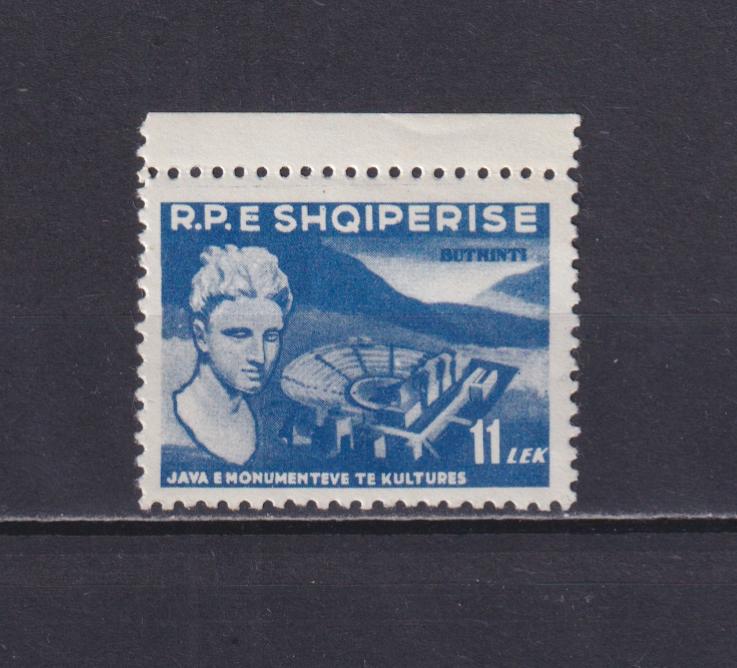 R.P.E SHQIPERISE
BUTRINTI
11 LEK
JAVA E MONUMENTEVE TE KULTURES